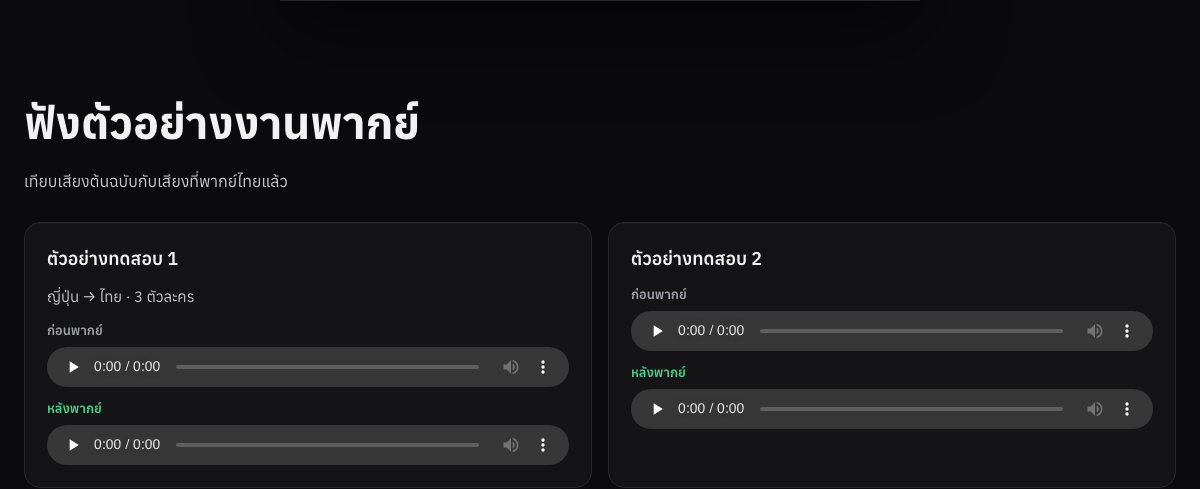 ฟังตัวอย่างงานพากย์
เทียบเสียงต้นฉบับกับเสียงที่พากย์ไทยแล้ว
ตัวอย่างทดสอบ 1
ญี่ปุ่น → ไทย · 3 ตัวละคร
ก่อนพากย์
0:00 / 0:00
หลังพากย์
0:00 / 0:00
ตัวอย่างทดสอบ 2
ก่อนพากย์
0:00 / 0:00
หลังพากย์
0:00 / 0:00